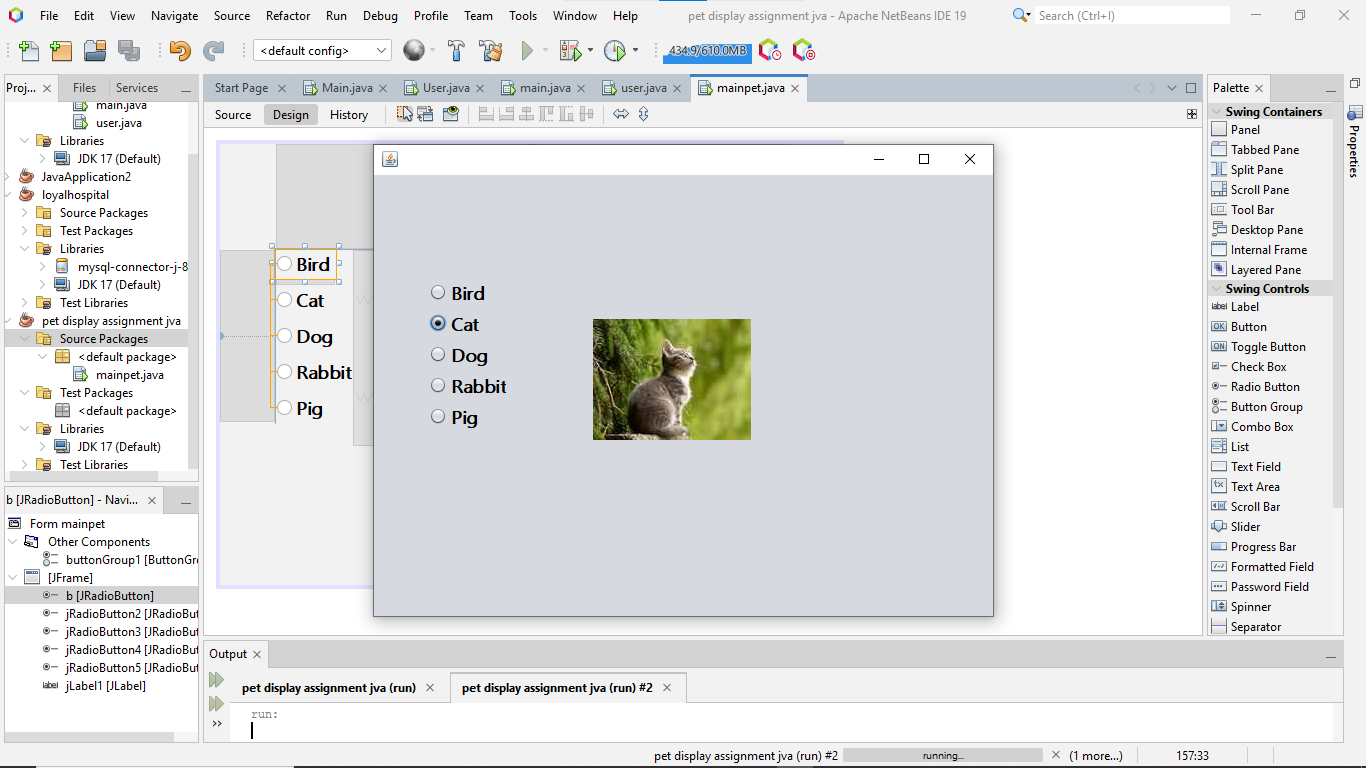 File Edit View Navigate Source Refactor Run Debug Profile Team Tools Window Help
pet display assignment jva - Apache NetBeans IDE 19
Search (Ctrl+I)
<default config>
434.9/610.0MB
Proj... Files Services
main.java
user.java
Libraries
JDK 17 (Default)
JavaApplication2
loyalhospital
Source Packages
Test Packages
Libraries
mysql-connector-j-8
JDK 17 (Default)
Test Libraries
pet display assignment jva
Source Packages
<default package>
mainpet.java
Test Packages
<default package>
Libraries
JDK 17 (Default)
Test Libraries
b [JRadioButton] - Navi...
Form mainpet
Other Components
buttonGroup1 [ButtonGr
[JFrame]
b [JRadioButton]
jRadioButton2 [JRadioBut
jRadioButton3 [JRadioBut
jRadioButton4 [JRadioBut
jRadioButton5 [JRadioBut
jLabel1 [JLabel]
Start Page Main.java User.java main.java user.java mainpet.java
Source Design History
Bird
Cat
Dog
Rabbit
Pig
Bird
Cat
Dog
Rabbit
Pig
Palette
Swing Containers
Panel
Tabbed Pane
Split Pane
Scroll Pane
Tool Bar
Desktop Pane
Internal Frame
Layered Pane
Swing Controls
Label
Button
Toggle Button
Check Box
Radio Button
Button Group
Combo Box
List
Text Field
Text Area
Scroll Bar
Slider
Progress Bar
Formatted Field
Password Field
Spinner
Separator
Properties
Output
pet display assignment jva (run) pet display assignment jva (run) #2
run:
pet display assignment jva (run) #2 running... (1 more...) 157:33